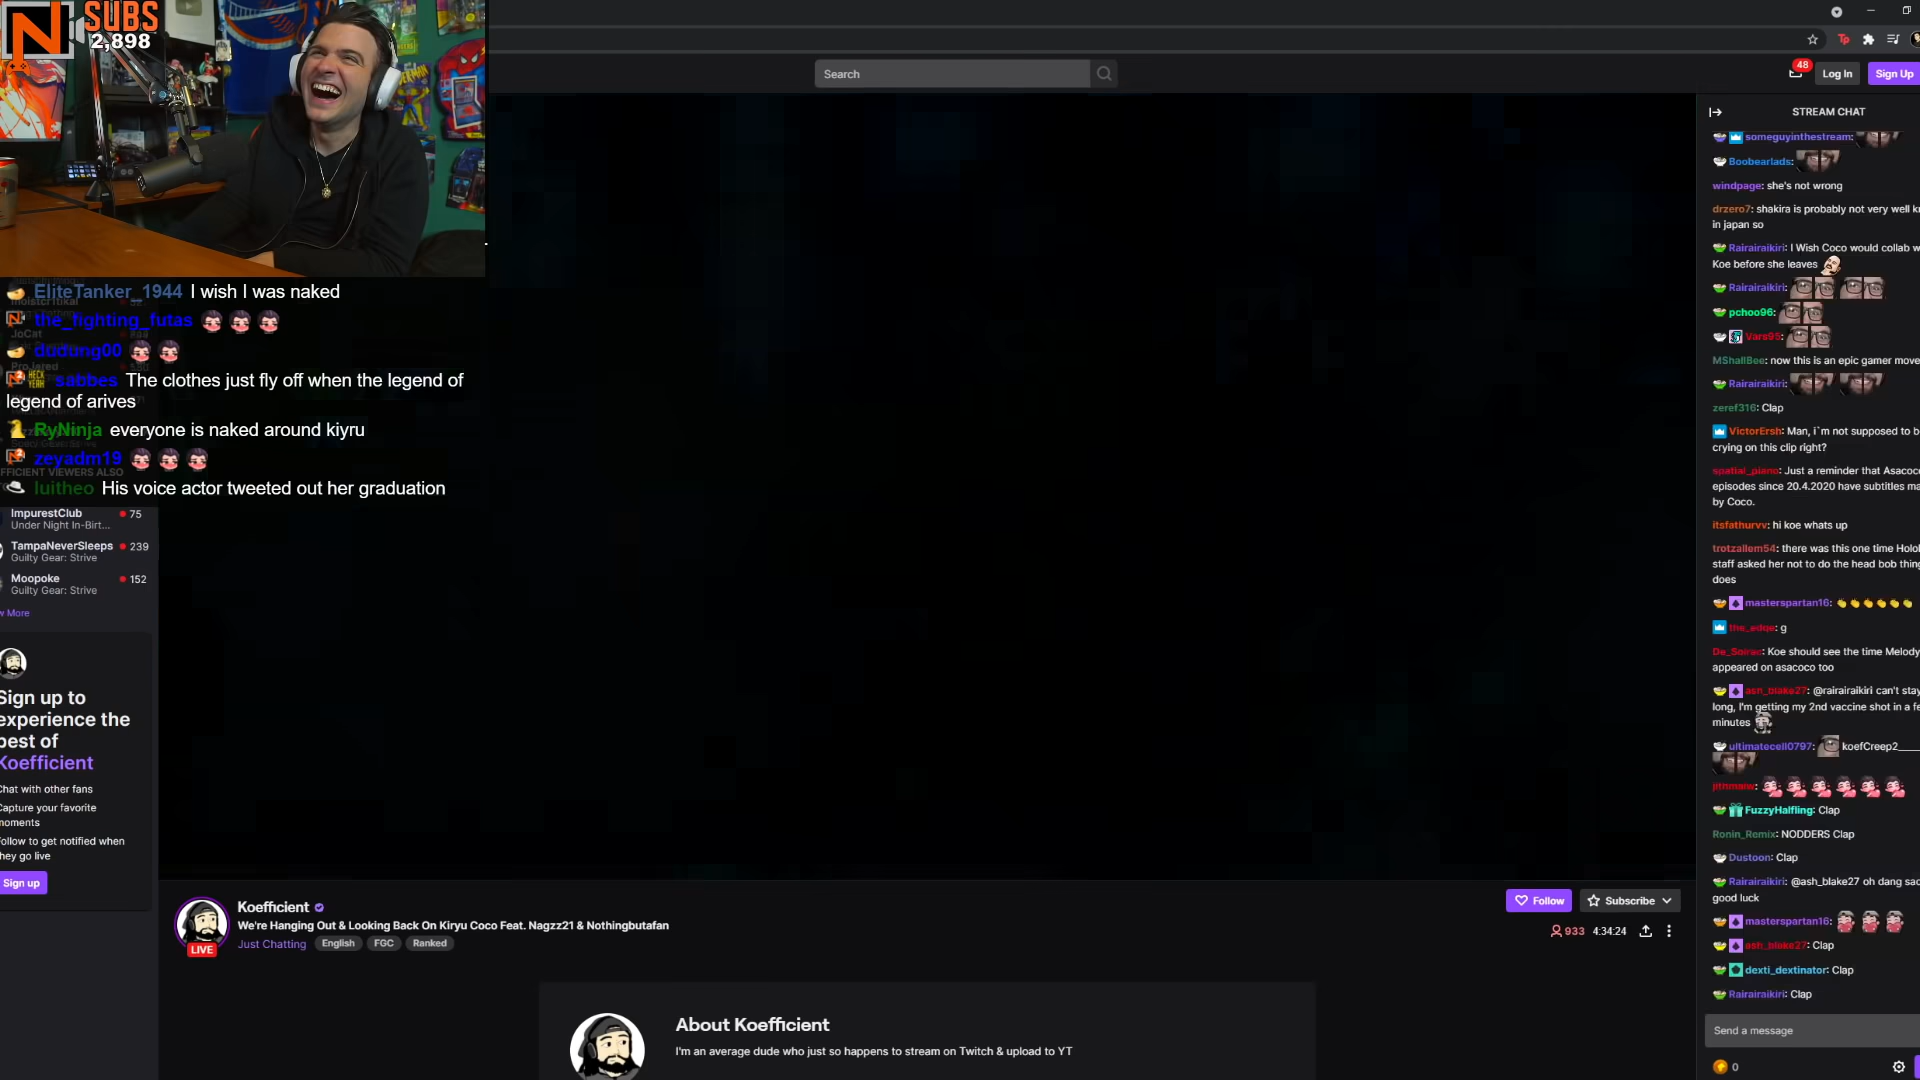 SUBS
2,898
Search
48
Log In
Sign Up
STREAM CHAT
ElíteTanker_1944 I wish I was naked
the_fighting_futas
dudung00
sabbes The clothes just fly off when the legend of
legend of arives
RyNinja everyone is naked around kiyru
zeyadm19
luitheo His voice actor tweeted out her graduation
JoCat
ProJared
FFICIENT VIEWERS ALSO
ImpurestClub 75
Under Night In-Birt...
TampaNeverSleeps 239
Guilty Gear: Strive
Moopoke 152
Guilty Gear: Strive
w More
Sign up to
experience the
best of
Koefficient
Chat with other fans
Capture your favorite
moments
Follow to get notified when
they go live
Sign up
Koefficient
LIVE
We're Hanging Out & Looking Back On Kiryu Coco Feat. Nagzz21 & Nothingbutafan
Just Chatting English FGC Ranked
Follow
Subscribe
933 4:34:24
About Koefficient
I'm an average dude who just so happens to stream on Twitch & upload to YT
someguyinthestream:
Boobearlads:
windpage: she's not wrong
drzero7: shakira is probably not very well k
in japan so
Rairairaikiri: I Wish Coco would collab w
Koe before she leaves
Rairairaikiri:
pchoo96:
Vars95:
MShallBee: now this is an epic gamer move
Rairairaikiri:
zeref316: Clap
VictorErsh: Man, i`m not supposed to b
crying on this clip right?
spatial_piano: Just a reminder that Asacoco
episodes since 20.4.2020 have subtitles ma
by Coco.
itsfathurvv: hi koe whats up
trotzallem54: there was this one time Holol
staff asked her not to do the head bob thing
does
masterspartan16:
the_adge: g
De_Soirac: Koe should see the time Melody
appeared on asacoco too
ash_blake27: @rairairaikiri can't stay
long, I'm getting my 2nd vaccine shot in a fe
minutes
ultimatecell0797: koefCreep2___
FuzzyHalfling: Clap
Ronin_Remix: NODDERS Clap
Dustoon: Clap
Rairairaikiri: @ash_blake27 oh dang sac
good luck
masterspartan16:
ash_blake27: Clap
dexti_dextinator: Clap
Rairairaikiri: Clap
Send a message
0